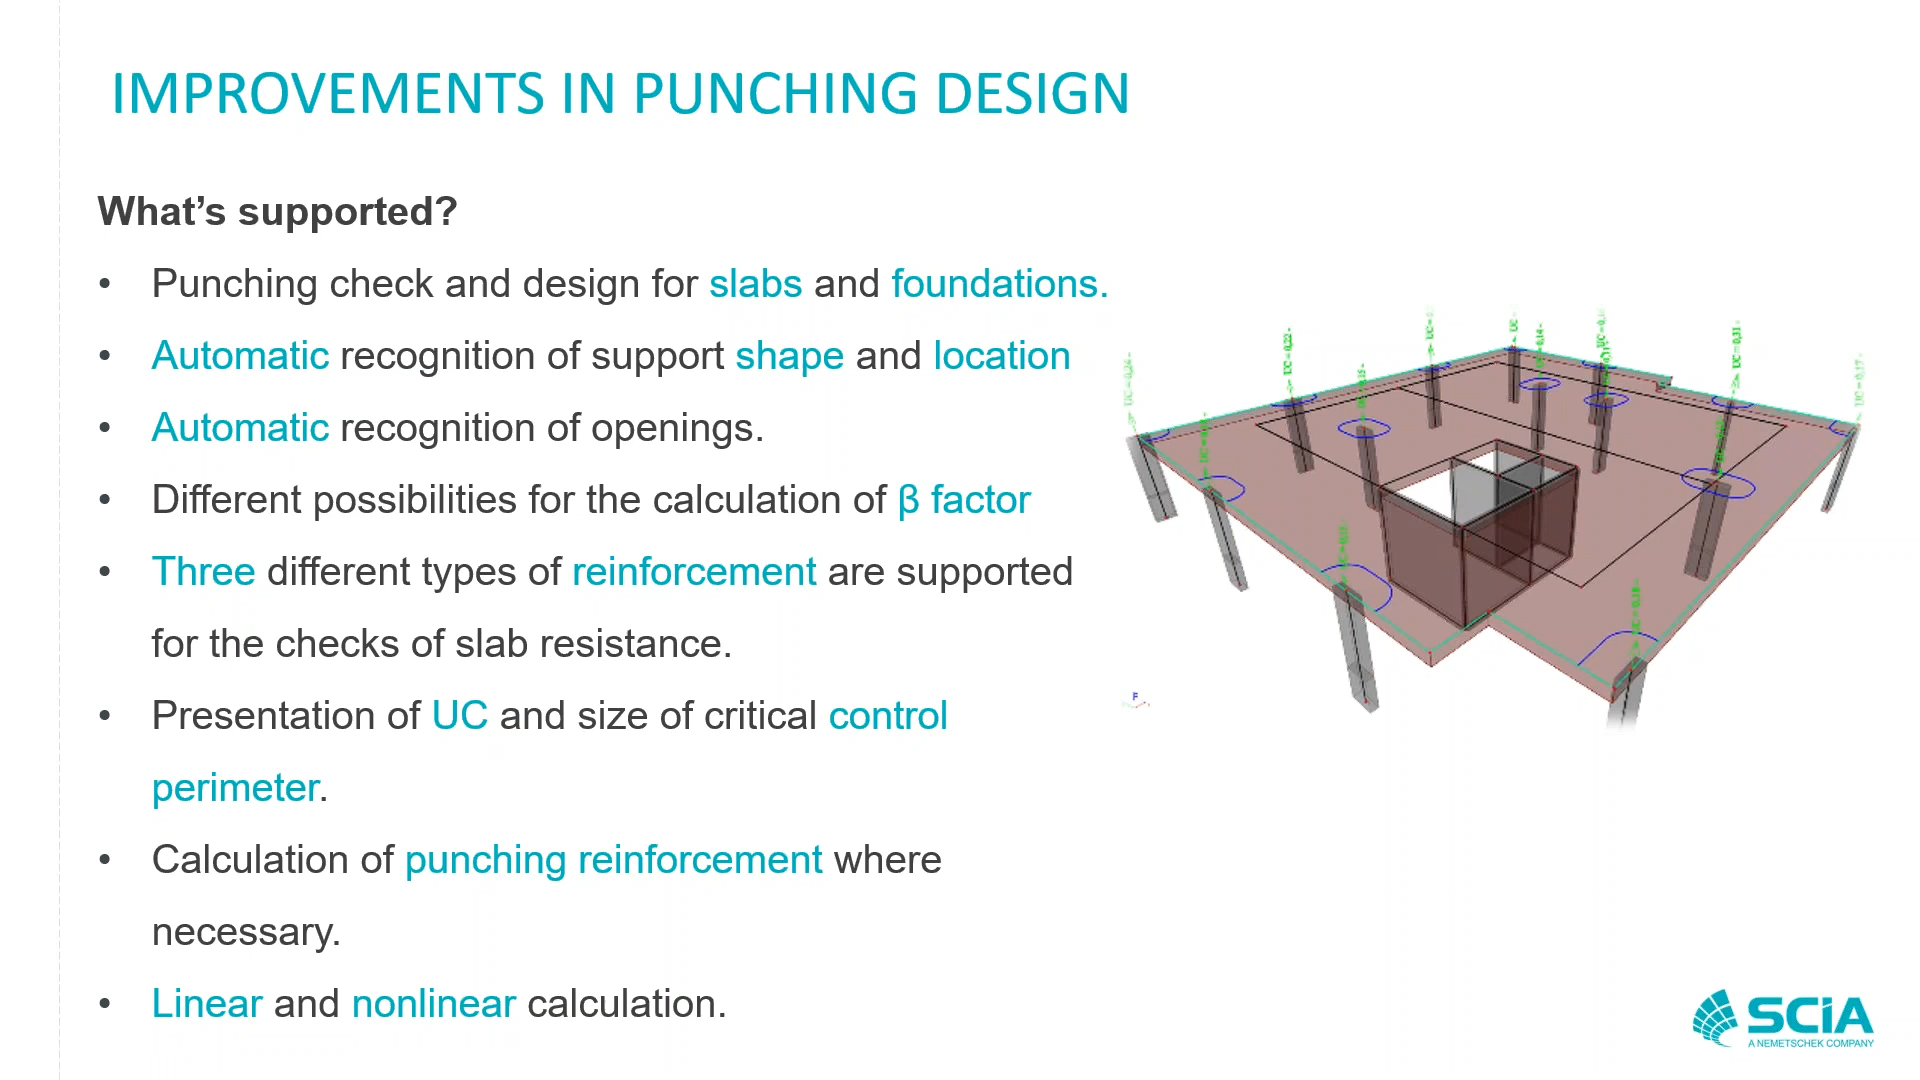 IMPROVEMENTS IN PUNCHING DESIGN
What’s supported?
• Punching check and design for slabs and foundations.
• Automatic recognition of support shape and location
• Automatic recognition of openings.
• Different possibilities for the calculation of β factor
• Three different types of reinforcement are supported
for the checks of slab resistance.
• Presentation of UC and size of critical control
perimeter.
• Calculation of punching reinforcement where
necessary.
• Linear and nonlinear calculation.
SCIA
A NEMETSCHEK COMPANY